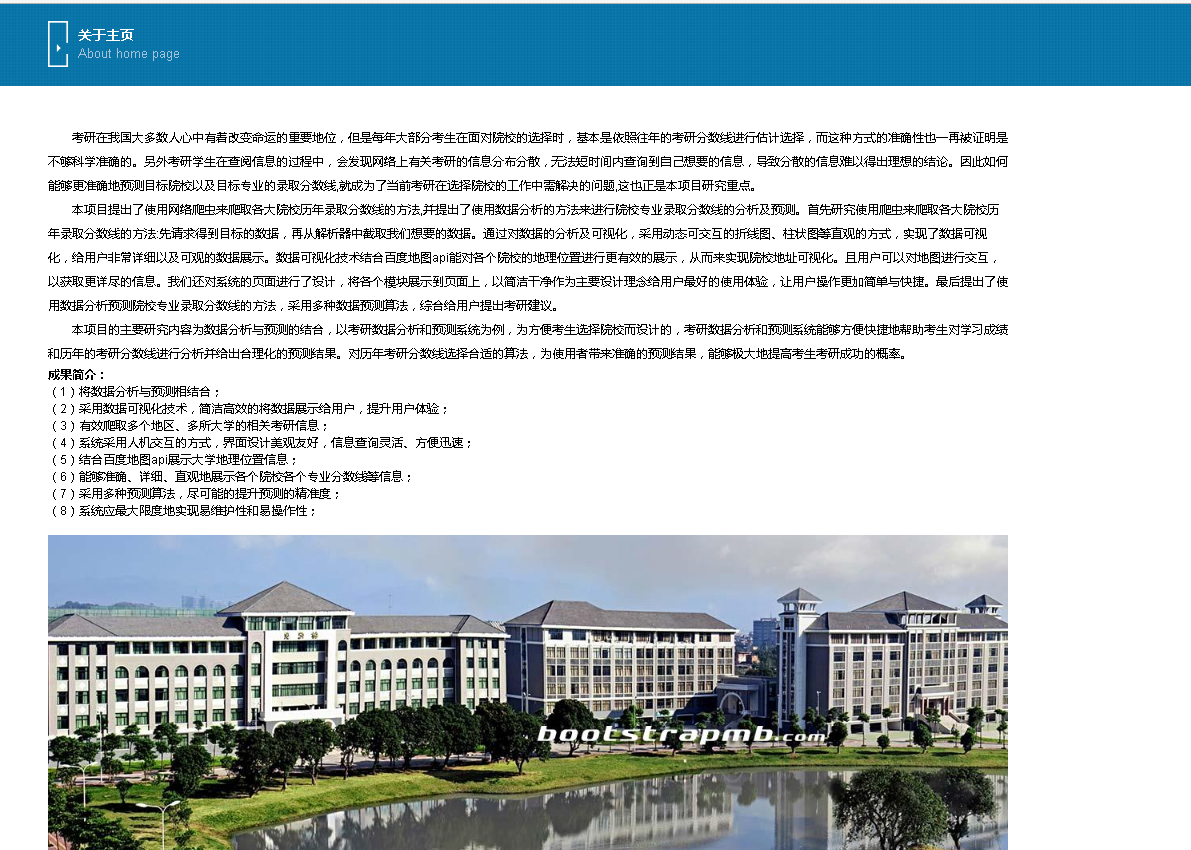 关于主页
About home page
考研在我国大多数人心中有着改变命运的重要地位，但是每年大部分考生在面对院校的选择时，基本是依照往年的考研分数线进行估计选择，而这种方式的准确性也一再被证明是
不够科学准确的。另外考研学生在查阅信息的过程中，会发现网络上有关考研的信息分布分散，无法短时间内查询到自己想要的信息，导致分散的信息难以得出理想的结论。因此如何
能够更准确地预测目标院校以及目标专业的录取分数线,就成为了当前考研在选择院校的工作中需解决的问题,这也正是本项目研究重点。
本项目提出了使用网络爬虫来爬取各大院校历年录取分数线的方法,并提出了使用数据分析的方法来进行院校专业录取分数线的分析及预测。首先研究使用爬虫来爬取各大院校历
年录取分数线的方法:先请求得到目标的数据，再从解析器中截取我们想要的数据。通过对数据的分析及可视化，采用动态可交互的折线图、柱状图等直观的方式，实现了数据可视
化，给用户非常详细以及可观的数据展示。数据可视化技术结合百度地图api能对各个院校的地理位置进行更有效的展示，从而来实现院校地址可视化。且用户可以对地图进行交互，
以获取更详尽的信息。我们还对系统的页面进行了设计，将各个模块展示到页面上，以简洁干净作为主要设计理念给用户最好的使用体验，让用户操作更加简单与快捷。最后提出了使
用数据分析预测院校专业录取分数线的方法，采用多种数据预测算法，综合给用户提出考研建议。
本项目的主要研究内容为数据分析与预测的结合，以考研数据分析和预测系统为例，为方便考生选择院校而设计的，考研数据分析和预测系统能够方便快捷地帮助考生对学习成绩
和历年的考研分数线进行分析并给出合理化的预测结果。对历年考研分数线选择合适的算法，为使用者带来准确的预测结果，能够极大地提高考生考研成功的概率。
成果简介：
（1）将数据分析与预测相结合；
（2）采用数据可视化技术，简洁高效的将数据展示给用户，提升用户体验；
（3）有效爬取多个地区、多所大学的相关考研信息；
（4）系统采用人机交互的方式，界面设计美观友好，信息查询灵活、方便迅速；
（5）结合百度地图api展示大学地理位置信息；
（6）能够准确、详细、直观地展示各个院校各个专业分数线等信息；
（7）采用多种预测算法，尽可能的提升预测的精准度；
（8）系统应最大限度地实现易维护性和易操作性；
bootstrapmb.com